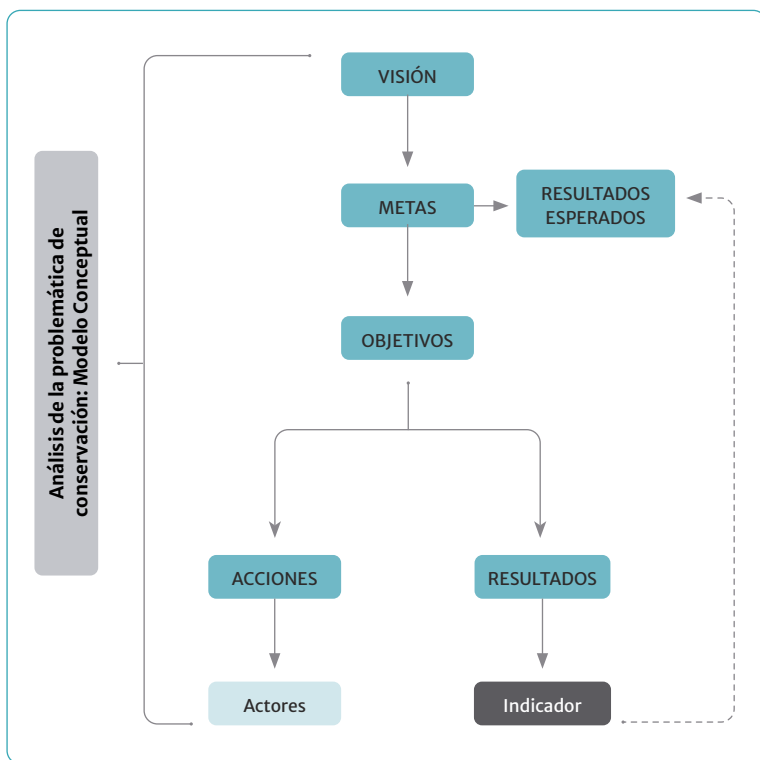 Análisis de la problemática de
conservación: Modelo Conceptual
VISIÓN
METAS
RESULTADOS
ESPERADOS
OBJETIVOS
ACCIONES
RESULTADOS
Actores
Indicador